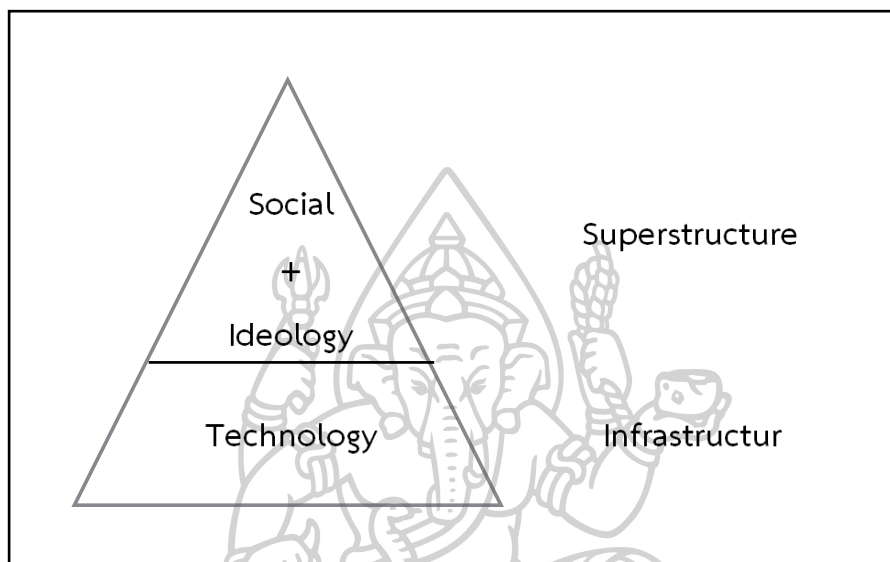 Social
+
Ideology
Technology
Superstructure
Infrastructur